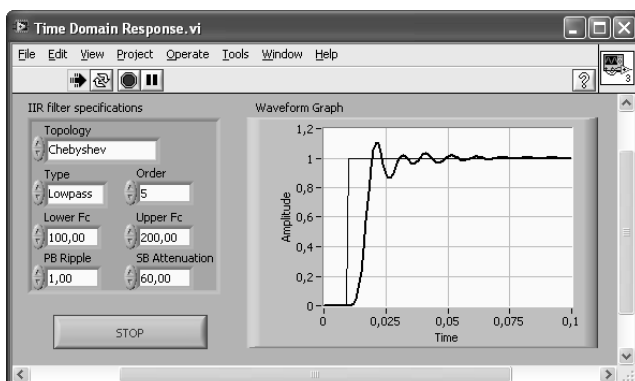 Time Domain Response.vi
File Edit View Project Operate Tools Window Help
?
3
IIR filter specifications
Topology
Chebyshev
Type Order
Lowpass 5
Lower Fc Upper Fc
100,00 200,00
PB Ripple SB Attenuation
1,00 60,00
STOP
Waveform Graph
Amplitude
1,2
1
0,8
0,6
0,4
0,2
0
0 0,025 0,05 0,075 0,1
Time